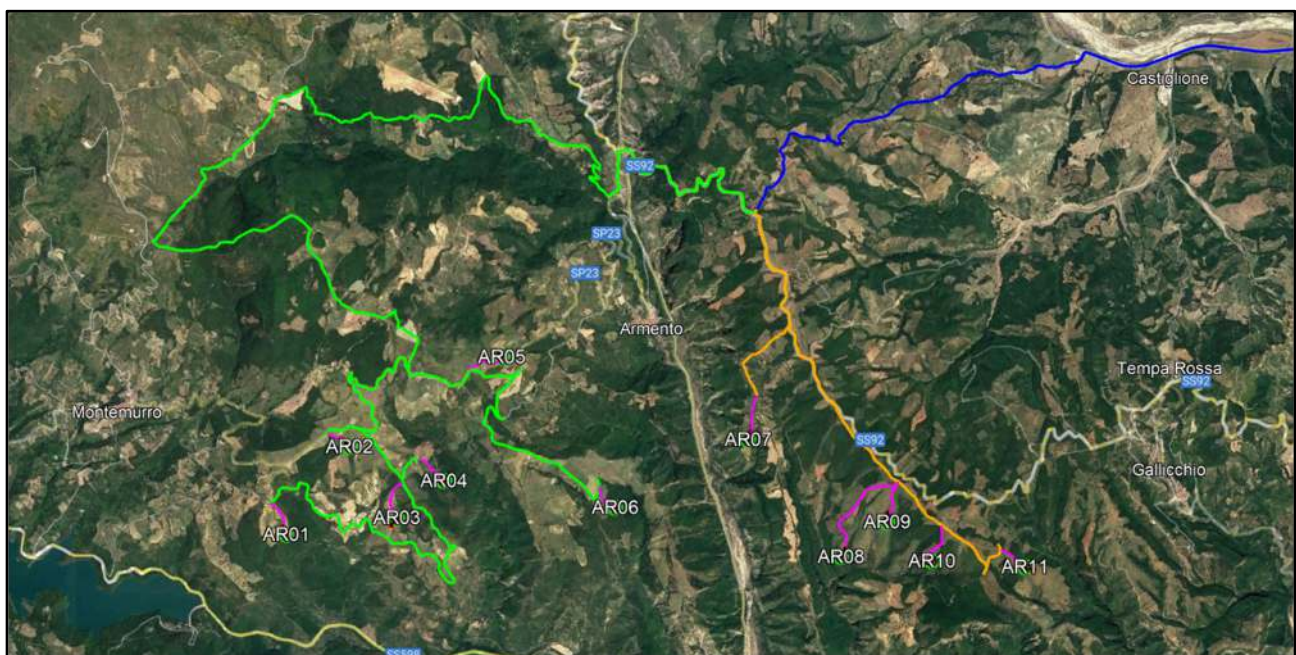 Castiglione
SS92
SP23
SP23
Armento
AR05
Tempa Rossa
SS92
Montemurro
AR02
AR07
SS92
Gallicchio
AR04
AR06
AR03
AR09
AR01
AR08
AR10
AR11
SS598